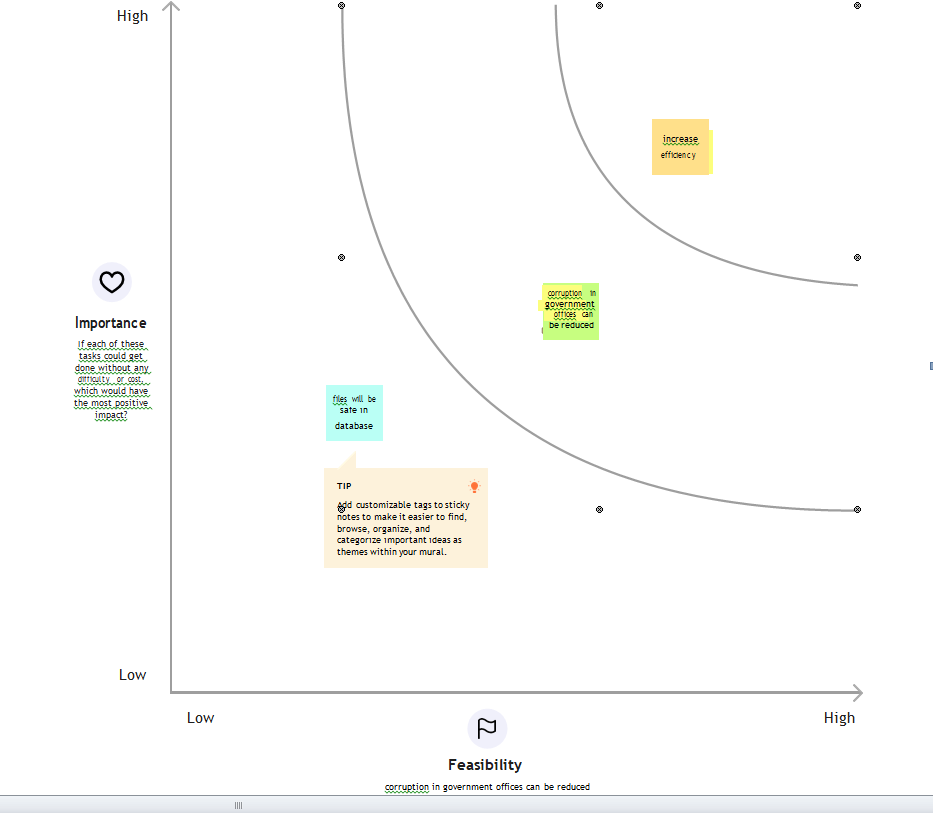 High
increase
efficiency
corruption in
government
offices can
be reduced
Importance
If each of these
tasks could get
done without any
difficulty or cost,
which would have
the most positive
impact?
files will be
safe in
database
TIP
Add customizable tags to sticky
notes to make it easier to find,
browse, organize, and
categorize important ideas as
themes within your mural.
Low
Low
High
Feasibility
corruption in government offices can be reduced